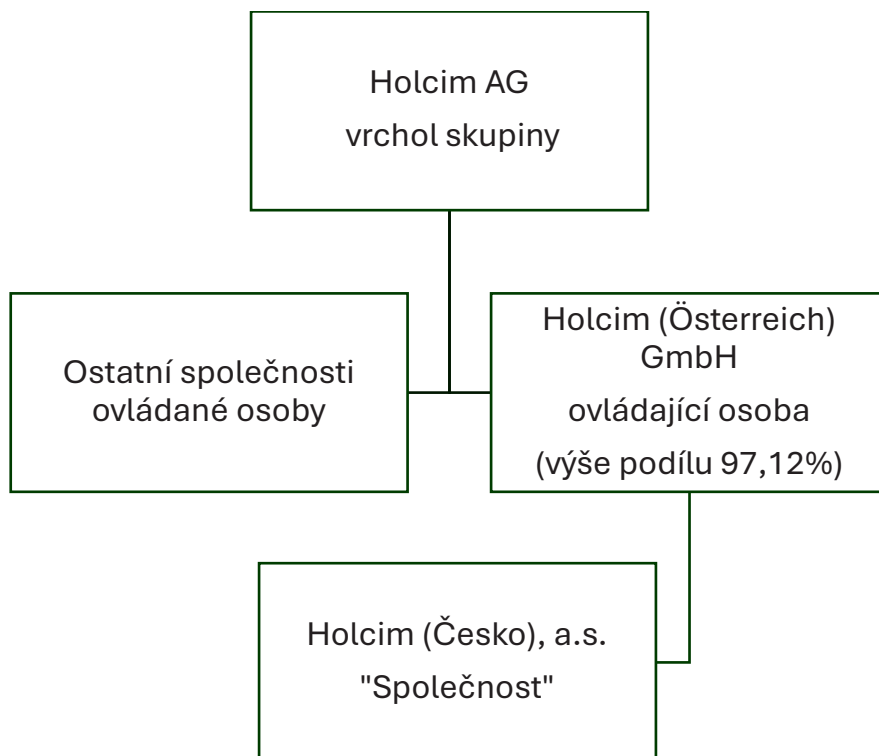 Holcim AG
vrchol skupiny
Ostatní společnosti
ovládané osoby
Holcim (Österreich)
GmbH
ovládající osoba
(výše podílu 97,12%)
Holcim (Česko), a.s.
"Společnost"